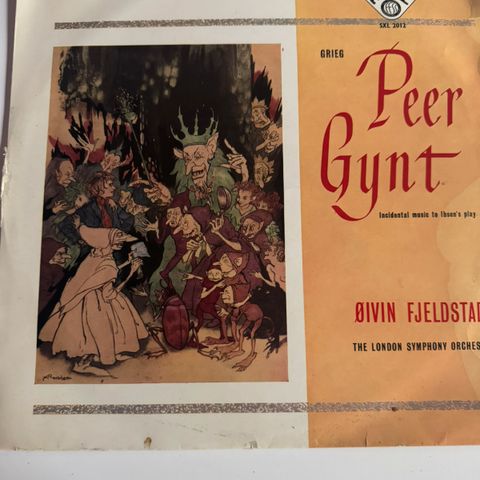 SXL 2012
GRIEG
Peer
Gynt
Incidental music to Ibsen's play
ØIVIN FJELDSTAD
THE LONDON SYMPHONY ORCHES